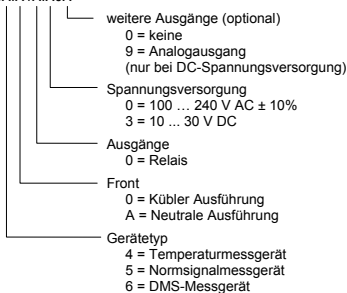 weitere Ausgänge (optional)
0 = keine
9 = Analogausgang
(nur bei DC-Spannungsversorgung)
Spannungsversorgung
0 = 100 … 240 V AC ± 10%
3 = 10 ... 30 V DC
Ausgänge
0 = Relais
Front
0 = Kübler Ausführung
A = Neutrale Ausführung
Gerätetyp
4 = Temperaturmessgerät
5 = Normsignalmessgerät
6 = DMS-Messgerät